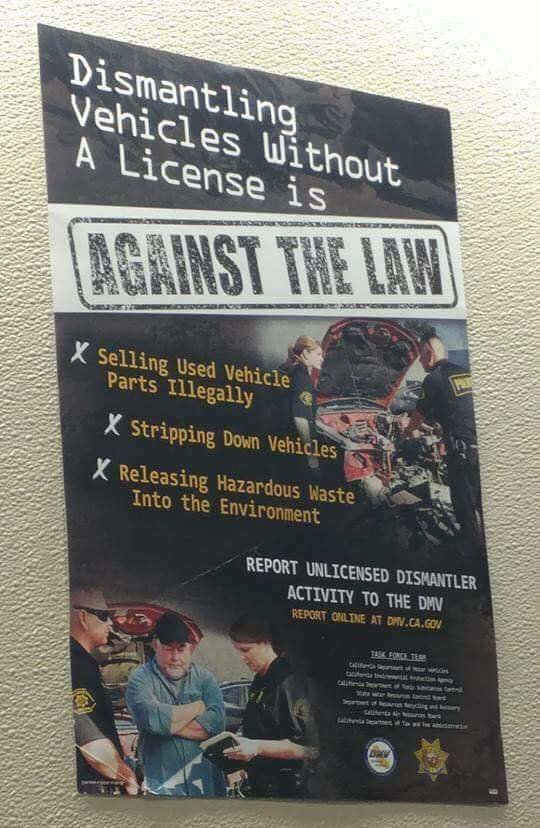 Dismantling
Vehicles Without
A License is
AGAINST THE LAW
X Selling Used Vehicle
Parts Illegally
X Stripping Down Vehicles
X Releasing Hazardous Waste
Into the Environment
REPORT UNLICENSED DISMANTLER
ACTIVITY TO THE DMV
REPORT ONLINE AT DMV.CA.GOV
TASK FORCE TEAM
California Department of Motor Vehicles
California Environmental Protection Agency
California Department of Toxic Substances Control
State Water Resources Control Board
Department of Resources Recycling and Recovery
California Air Resources Board
California Department of Tax and Fee Administration
DMV